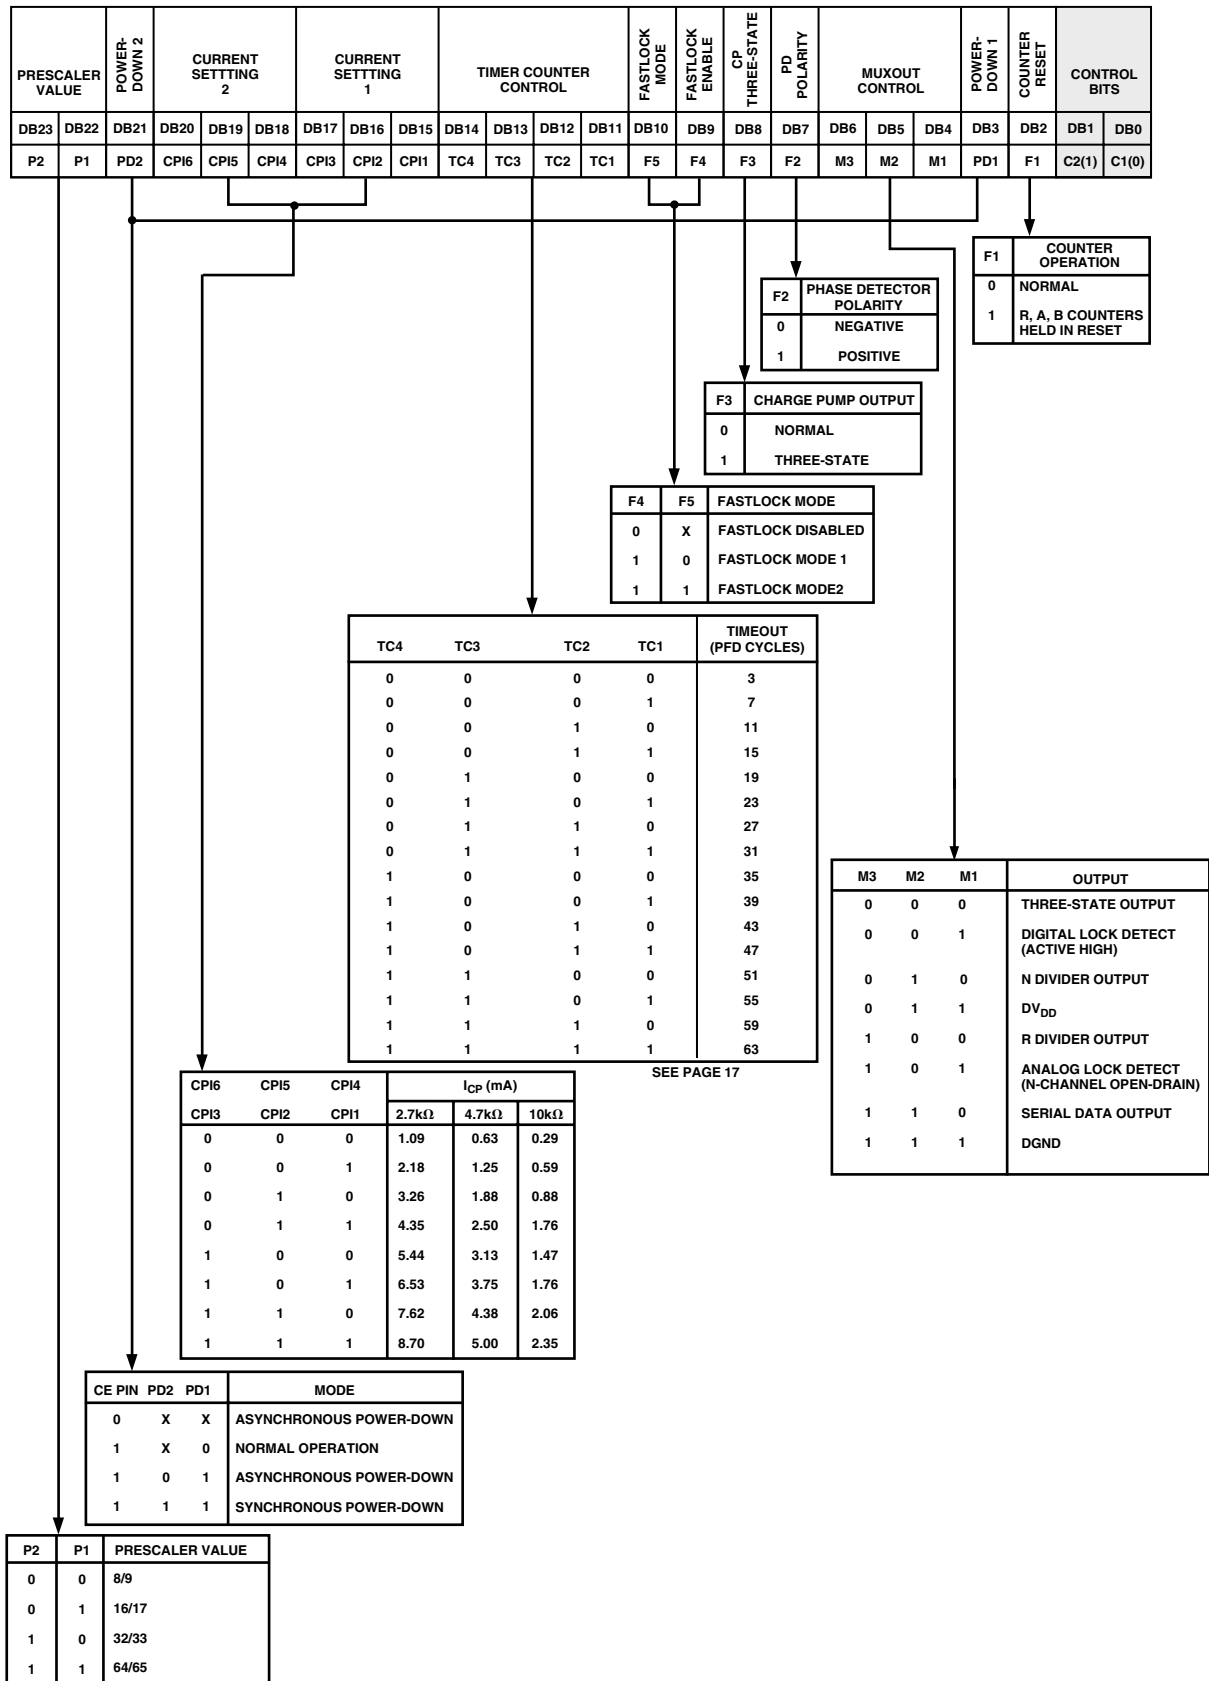 PRESCALER VALUE
POWER-DOWN 2
CURRENT SETTTING 2
CURRENT SETTTING 1
TIMER COUNTER CONTROL
FASTLOCK MODE
FASTLOCK ENABLE
CP THREE-STATE
PD POLARITY
MUXOUT CONTROL
POWER-DOWN 1
COUNTER RESET
CONTROL BITS
DB23 DB22 DB21 DB20 DB19 DB18 DB17 DB16 DB15 DB14 DB13 DB12 DB11 DB10 DB9 DB8 DB7 DB6 DB5 DB4 DB3 DB2 DB1 DB0
P2 P1 PD2 CPI6 CPI5 CPI4 CPI3 CPI2 CPI1 TC4 TC3 TC2 TC1 F5 F4 F3 F2 M3 M2 M1 PD1 F1 C2(1) C1(0)
F1 COUNTER OPERATION
0 NORMAL
1 R, A, B COUNTERS
HELD IN RESET
F2 PHASE DETECTOR POLARITY
0 NEGATIVE
1 POSITIVE
F3 CHARGE PUMP OUTPUT
0 NORMAL
1 THREE-STATE
F4 F5 FASTLOCK MODE
0 X FASTLOCK DISABLED
1 0 FASTLOCK MODE 1
1 1 FASTLOCK MODE2
TC4 TC3 TC2 TC1 TIMEOUT (PFD CYCLES)
0 0 0 0 3
0 0 0 1 7
0 0 1 0 11
0 0 1 1 15
0 1 0 0 19
0 1 0 1 23
0 1 1 0 27
0 1 1 1 31
1 0 0 0 35
1 0 0 1 39
1 0 1 0 43
1 0 1 1 47
1 1 0 0 51
1 1 0 1 55
1 1 1 0 59
1 1 1 1 63
SEE PAGE 17
M3 M2 M1 OUTPUT
0 0 0 THREE-STATE OUTPUT
0 0 1 DIGITAL LOCK DETECT
(ACTIVE HIGH)
0 1 0 N DIVIDER OUTPUT
0 1 1 DVDD
1 0 0 R DIVIDER OUTPUT
1 0 1 ANALOG LOCK DETECT
(N-CHANNEL OPEN-DRAIN)
1 1 0 SERIAL DATA OUTPUT
1 1 1 DGND
CPI6 CPI5 CPI4 ICP (mA)
CPI3 CPI2 CPI1 2.7kΩ 4.7kΩ 10kΩ
0 0 0 1.09 0.63 0.29
0 0 1 2.18 1.25 0.59
0 1 0 3.26 1.88 0.88
0 1 1 4.35 2.50 1.76
1 0 0 5.44 3.13 1.47
1 0 1 6.53 3.75 1.76
1 1 0 7.62 4.38 2.06
1 1 1 8.70 5.00 2.35
CE PIN PD2 PD1 MODE
0 X X ASYNCHRONOUS POWER-DOWN
1 X 0 NORMAL OPERATION
1 0 1 ASYNCHRONOUS POWER-DOWN
1 1 1 SYNCHRONOUS POWER-DOWN
P2 P1 PRESCALER VALUE
0 0 8/9
0 1 16/17
1 0 32/33
1 1 64/65